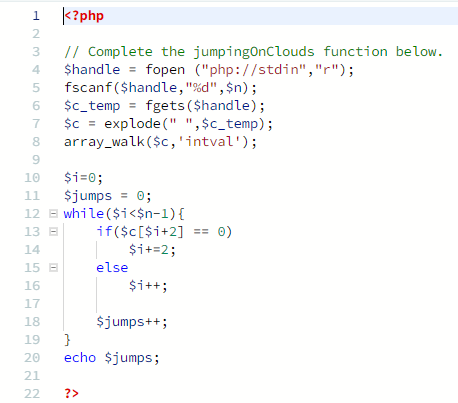 1 <?php
2
3 // Complete the jumpingOnClouds function below.
4 $handle = fopen ("php://stdin","r");
5 fscanf($handle,"%d",$n);
6 $c_temp = fgets($handle);
7 $c = explode(" ",$c_temp);
8 array_walk($c,'intval');
9
10 $i=0;
11 $jumps = 0;
12 while($i<$n-1){
13     if($c[$i+2] == 0)
14         $i+=2;
15     else
16         $i++;
17
18     $jumps++;
19 }
20 echo $jumps;
21
22 ?>